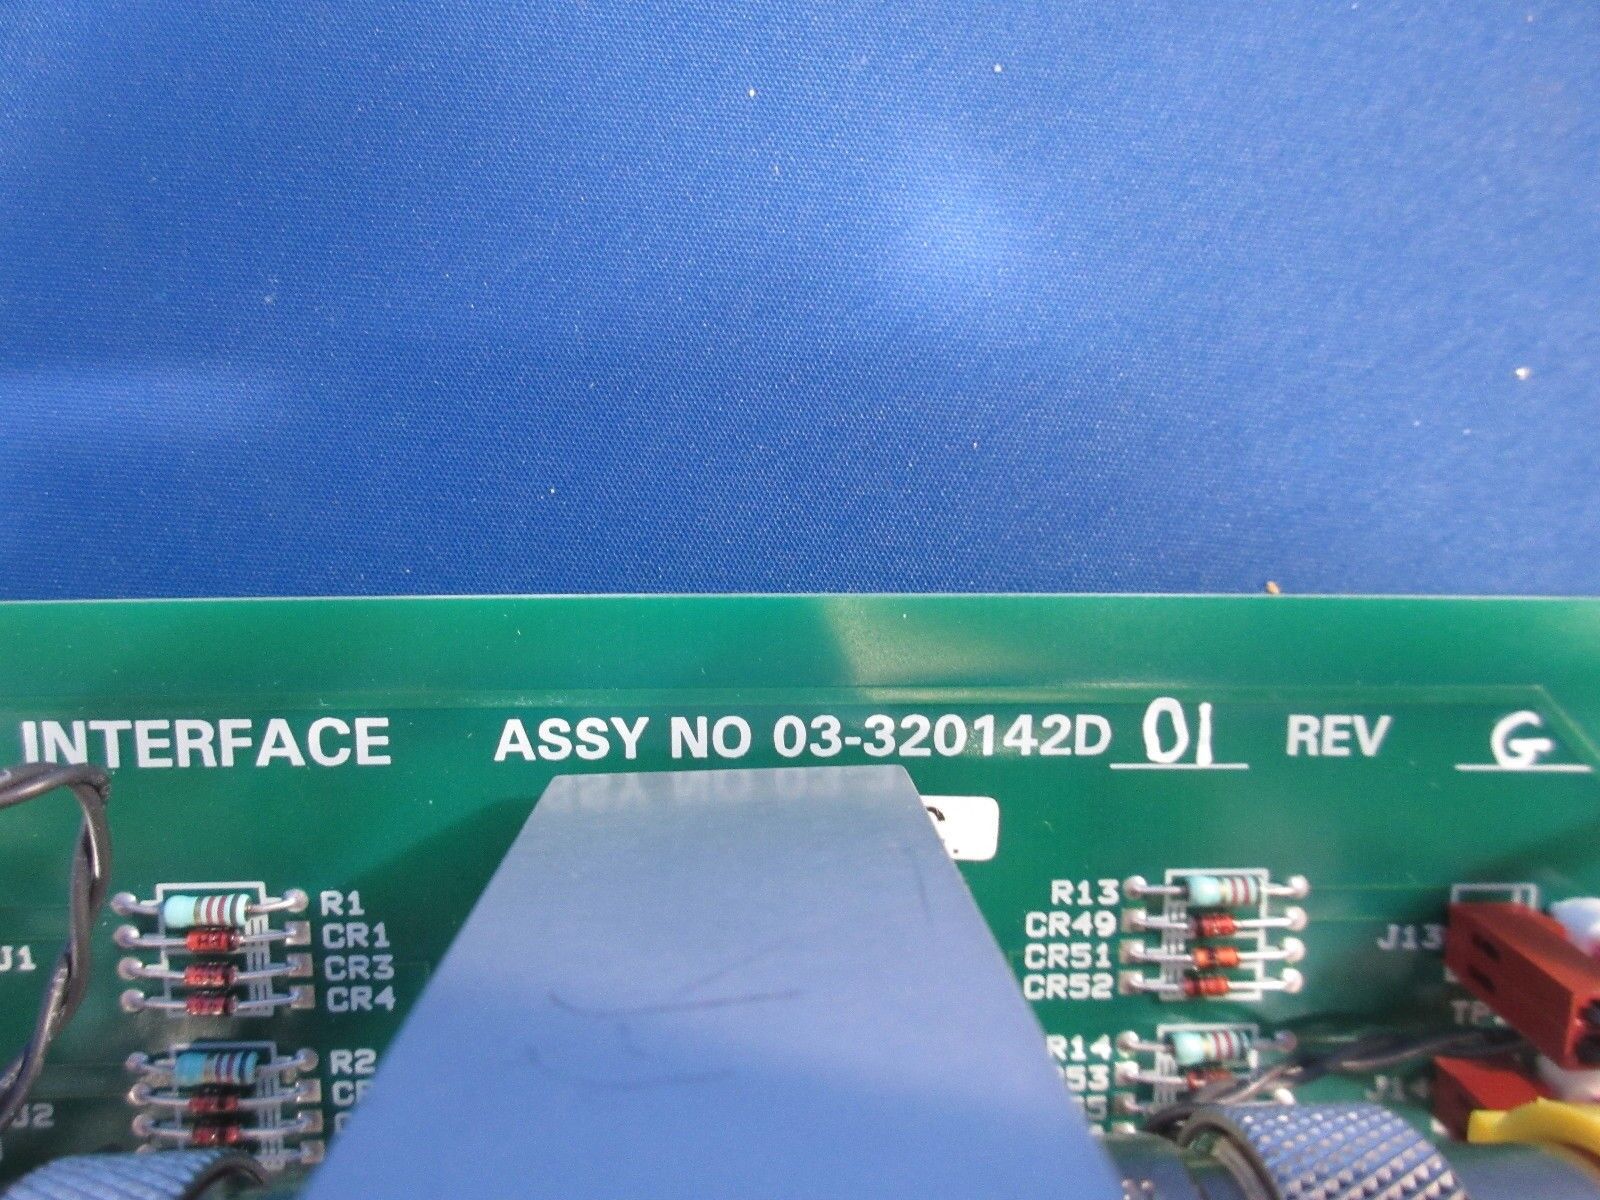 INTERFACE ASSY NO 03-320142D 01 REV G
R1
CR1
J1
CR3
CR4
R2
J2
R13
CR49
CR51
J13
CR52
R14
J14